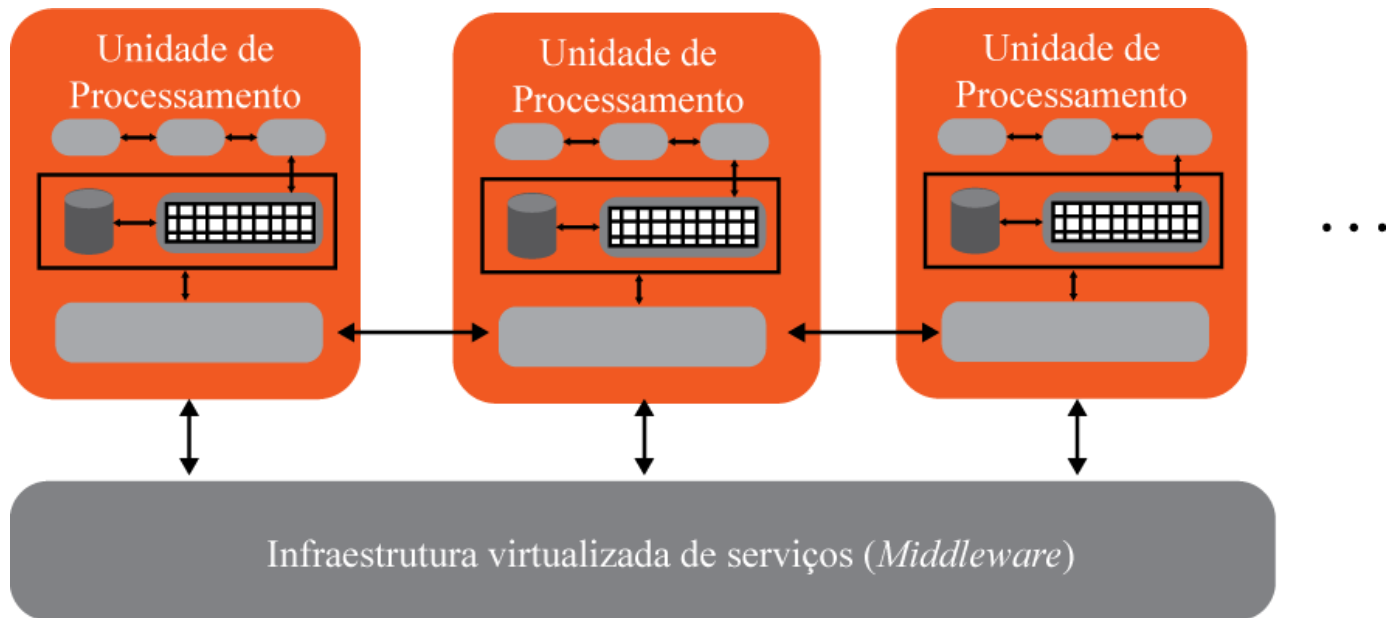 Unidade de
Processamento
Unidade de
Processamento
Unidade de
Processamento
. . .
Infraestrutura virtualizada de serviços (Middleware)